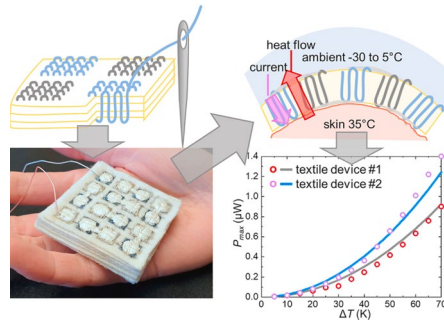 heat flow
ambient -30 to 5°C
current
skin 35°C
1.4
1.2
1.0
0.8
0.6
0.4
0.2
0.0
P_max (μW)
textile device #1
textile device #2
0 10 20 30 40 50 60 70
ΔT (K)